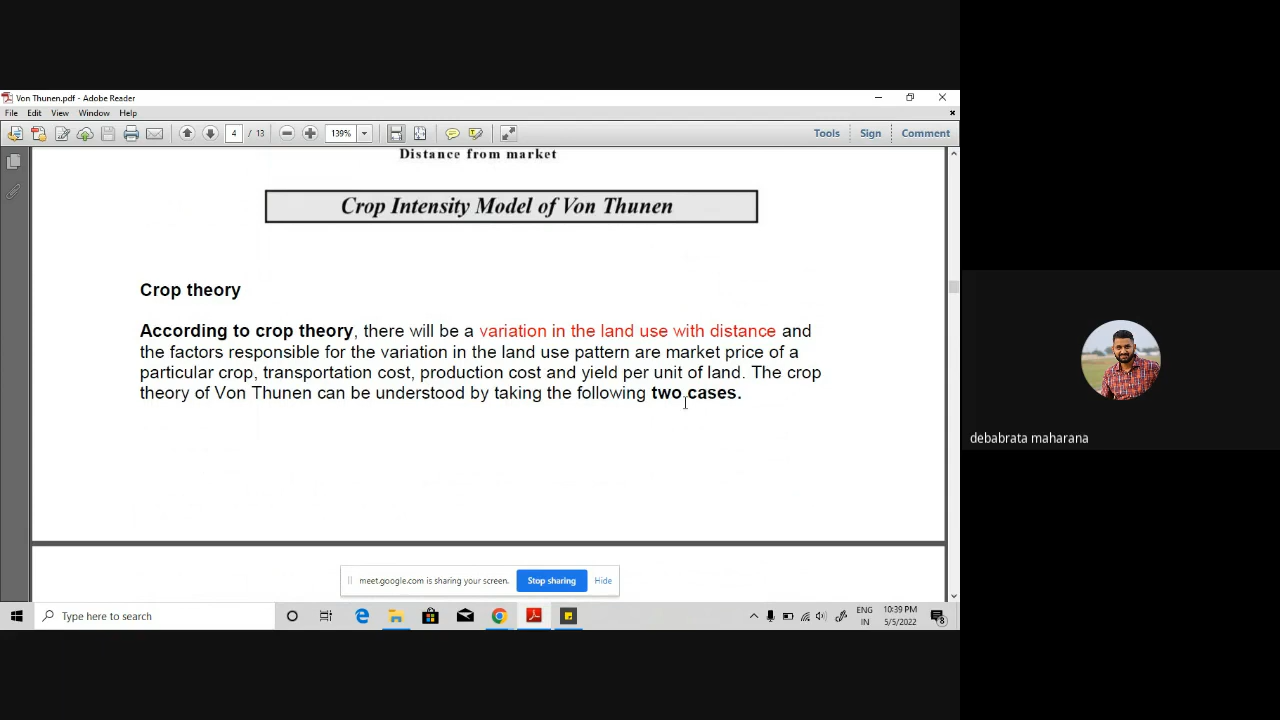 Von Thunen.pdf - Adobe Reader
File Edit View Window Help
4 / 13 139% Tools Sign Comment
Distance from market
Crop Intensity Model of Von Thunen
Crop theory
According to crop theory, there will be a variation in the land use with distance and
the factors responsible for the variation in the land use pattern are market price of a
particular crop, transportation cost, production cost and yield per unit of land. The crop
theory of Von Thunen can be understood by taking the following two cases.
debabrata maharana
meet.google.com is sharing your screen. Stop sharing Hide
Type here to search
ENG 10:39 PM
IN 5/5/2022 8